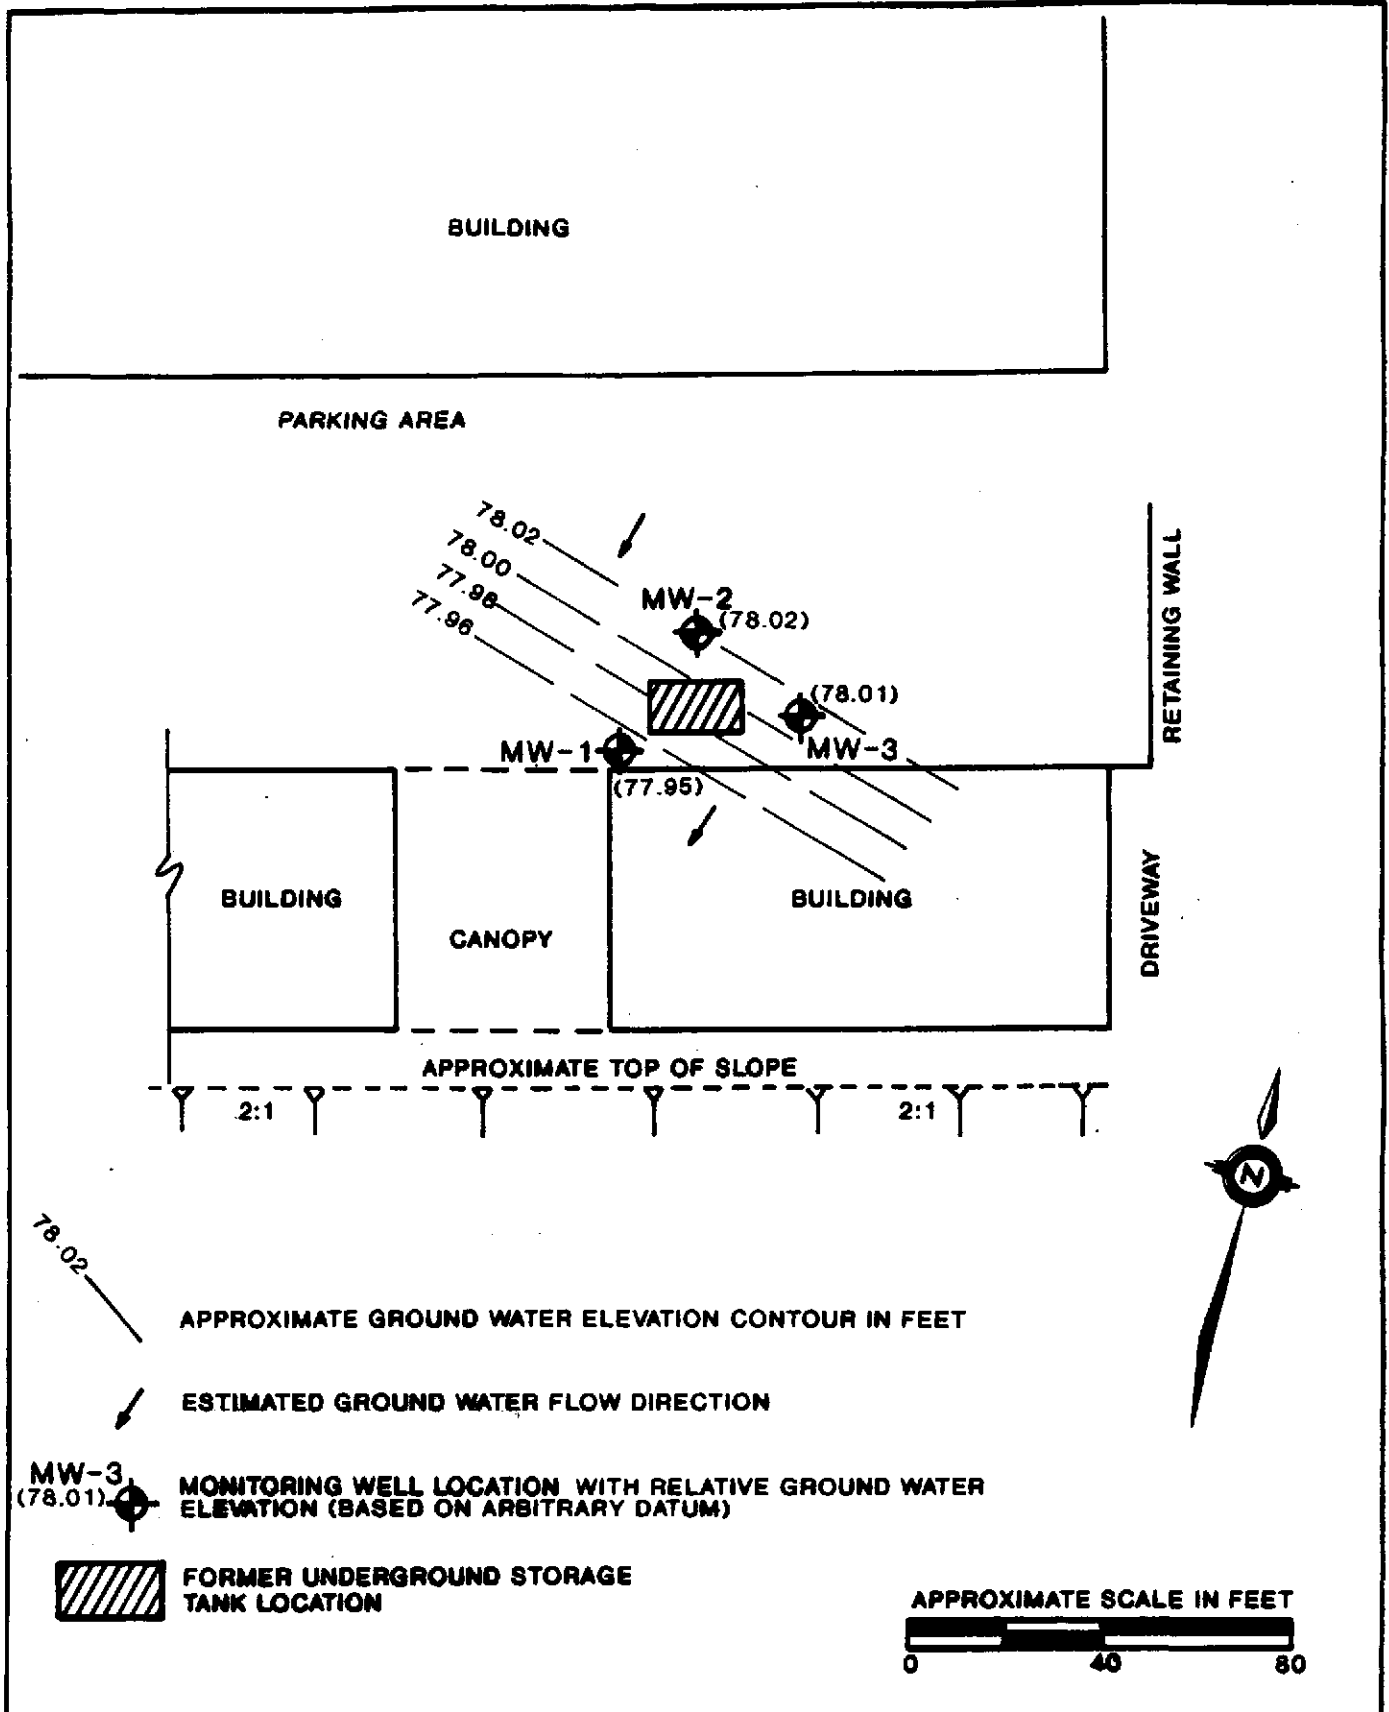 BUILDING
PARKING AREA
78.02
78.00
77.98
77.96
MW-2
(78.02)
(78.01)
MW-3
MW-1
(77.95)
RETAINING WALL
BUILDING
CANOPY
BUILDING
DRIVEWAY
APPROXIMATE TOP OF SLOPE
2:1
2:1
N
78.02
APPROXIMATE GROUND WATER ELEVATION CONTOUR IN FEET
ESTIMATED GROUND WATER FLOW DIRECTION
MW-3
(78.01)
MONITORING WELL LOCATION WITH RELATIVE GROUND WATER
ELEVATION (BASED ON ARBITRARY DATUM)
FORMER UNDERGROUND STORAGE
TANK LOCATION
APPROXIMATE SCALE IN FEET
0 40 80